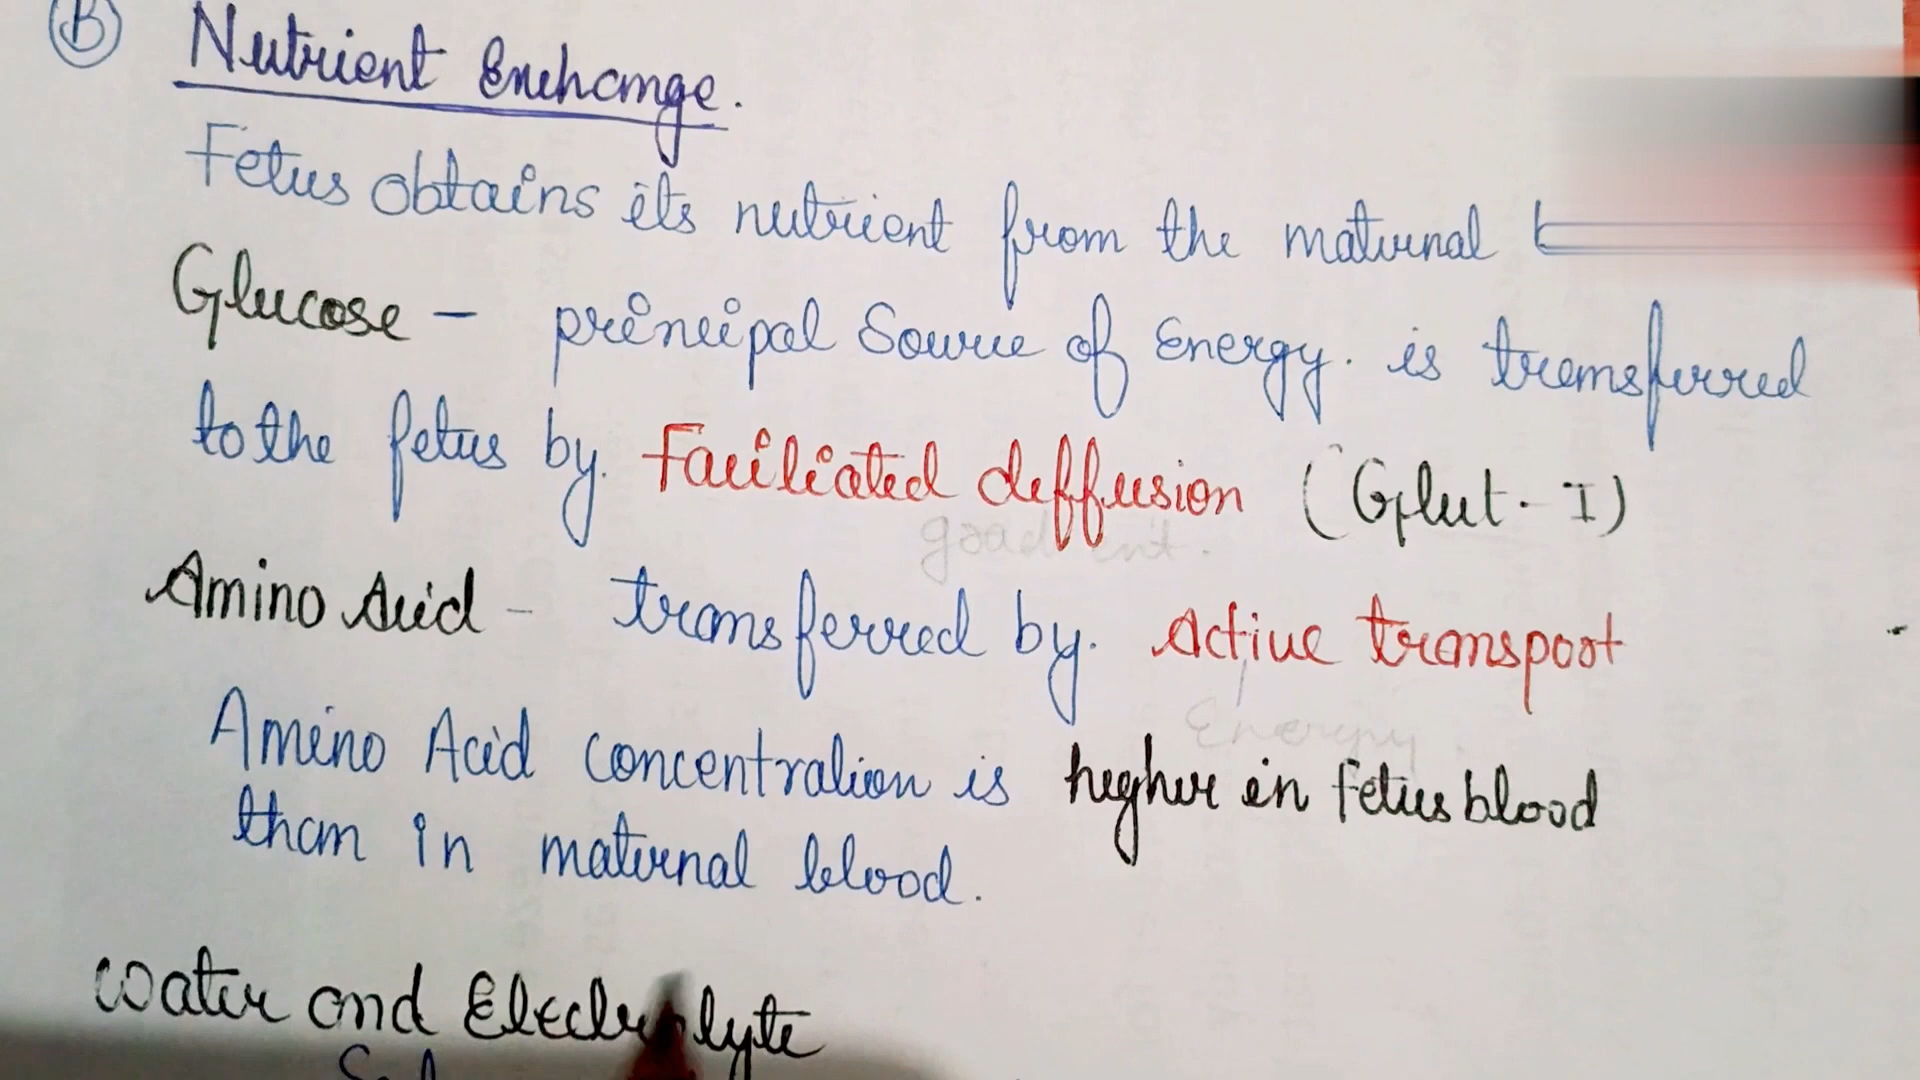 B Nutrient Exchange.
Fetus obtains its nutrient from the maternal
Glucose - principal Source of Energy. is transferred
to the fetus by. Faciliated diffusion (Glut-I)
Amino Acid - transferred by. Active transport
Energy.
Amino Acid concentration is higher in fetus blood
than in maternal blood.
Water and Electrolyte